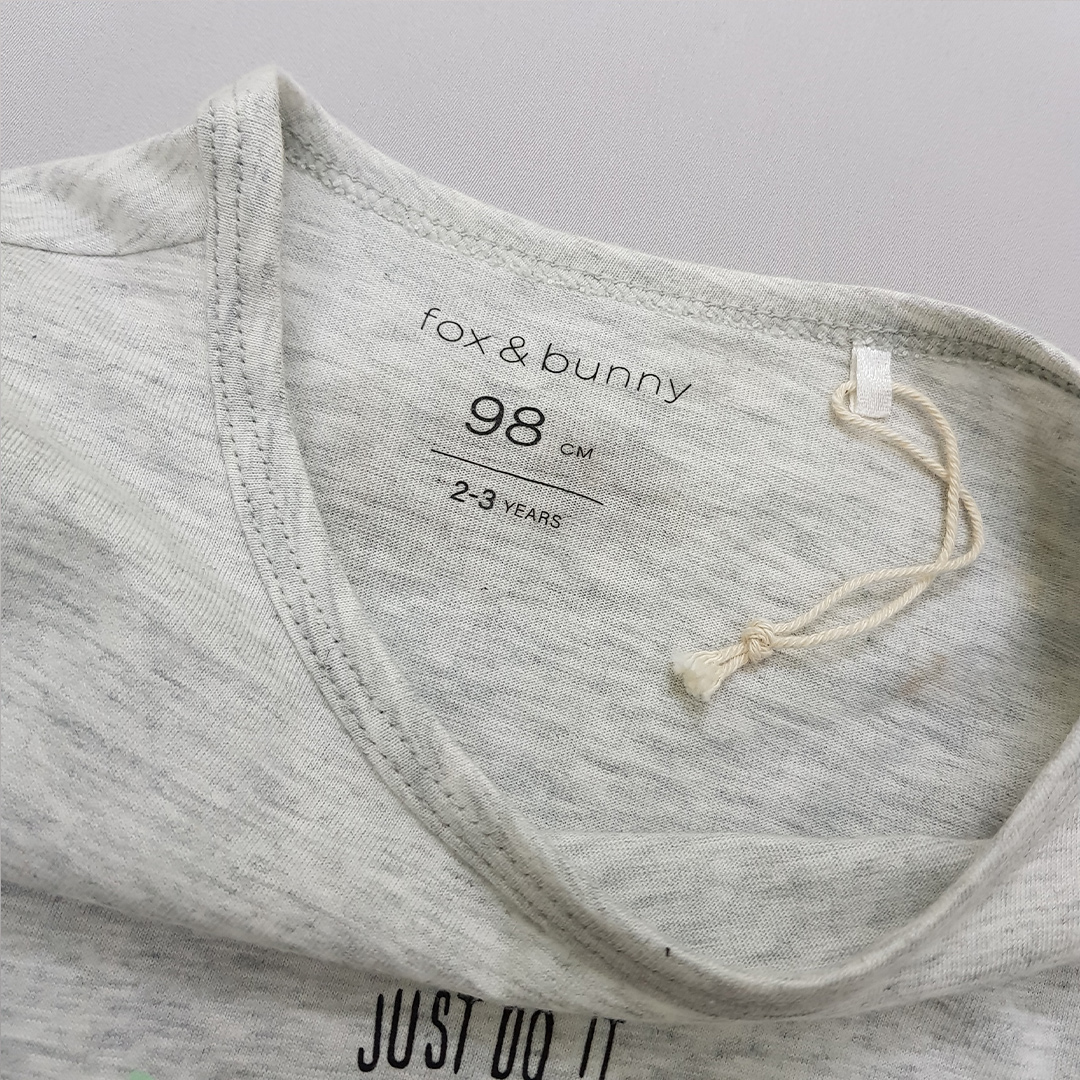 fox & bunny
98 CM
2-3 YEARS
JUST DO IT